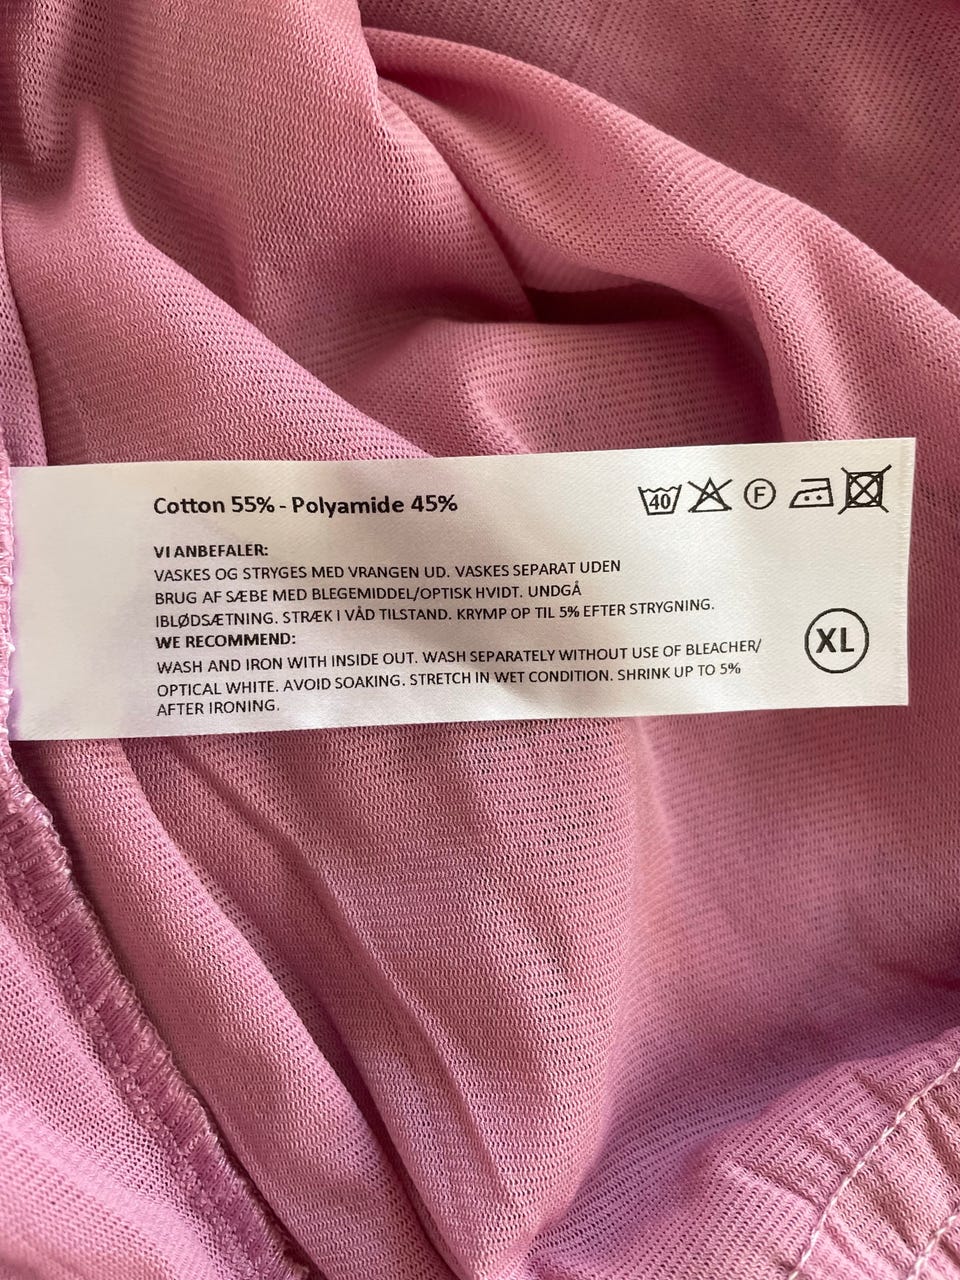 Cotton 55% - Polyamide 45%
40 F
VI ANBEFALER:
VASKES OG STRYGES MED VRANGEN UD. VASKES SEPARAT UDEN
BRUG AF SÆBE MED BLEGEMIDDEL/OPTISK HVIDT. UNDGÅ
IBLØDSÆTNING. STRÆK I VÅD TILSTAND. KRYMP OP TIL 5% EFTER STRYGNING.
WE RECOMMEND:
WASH AND IRON WITH INSIDE OUT. WASH SEPARATELY WITHOUT USE OF BLEACHER/
OPTICAL WHITE. AVOID SOAKING. STRETCH IN WET CONDITION. SHRINK UP TO 5%
AFTER IRONING.
XL